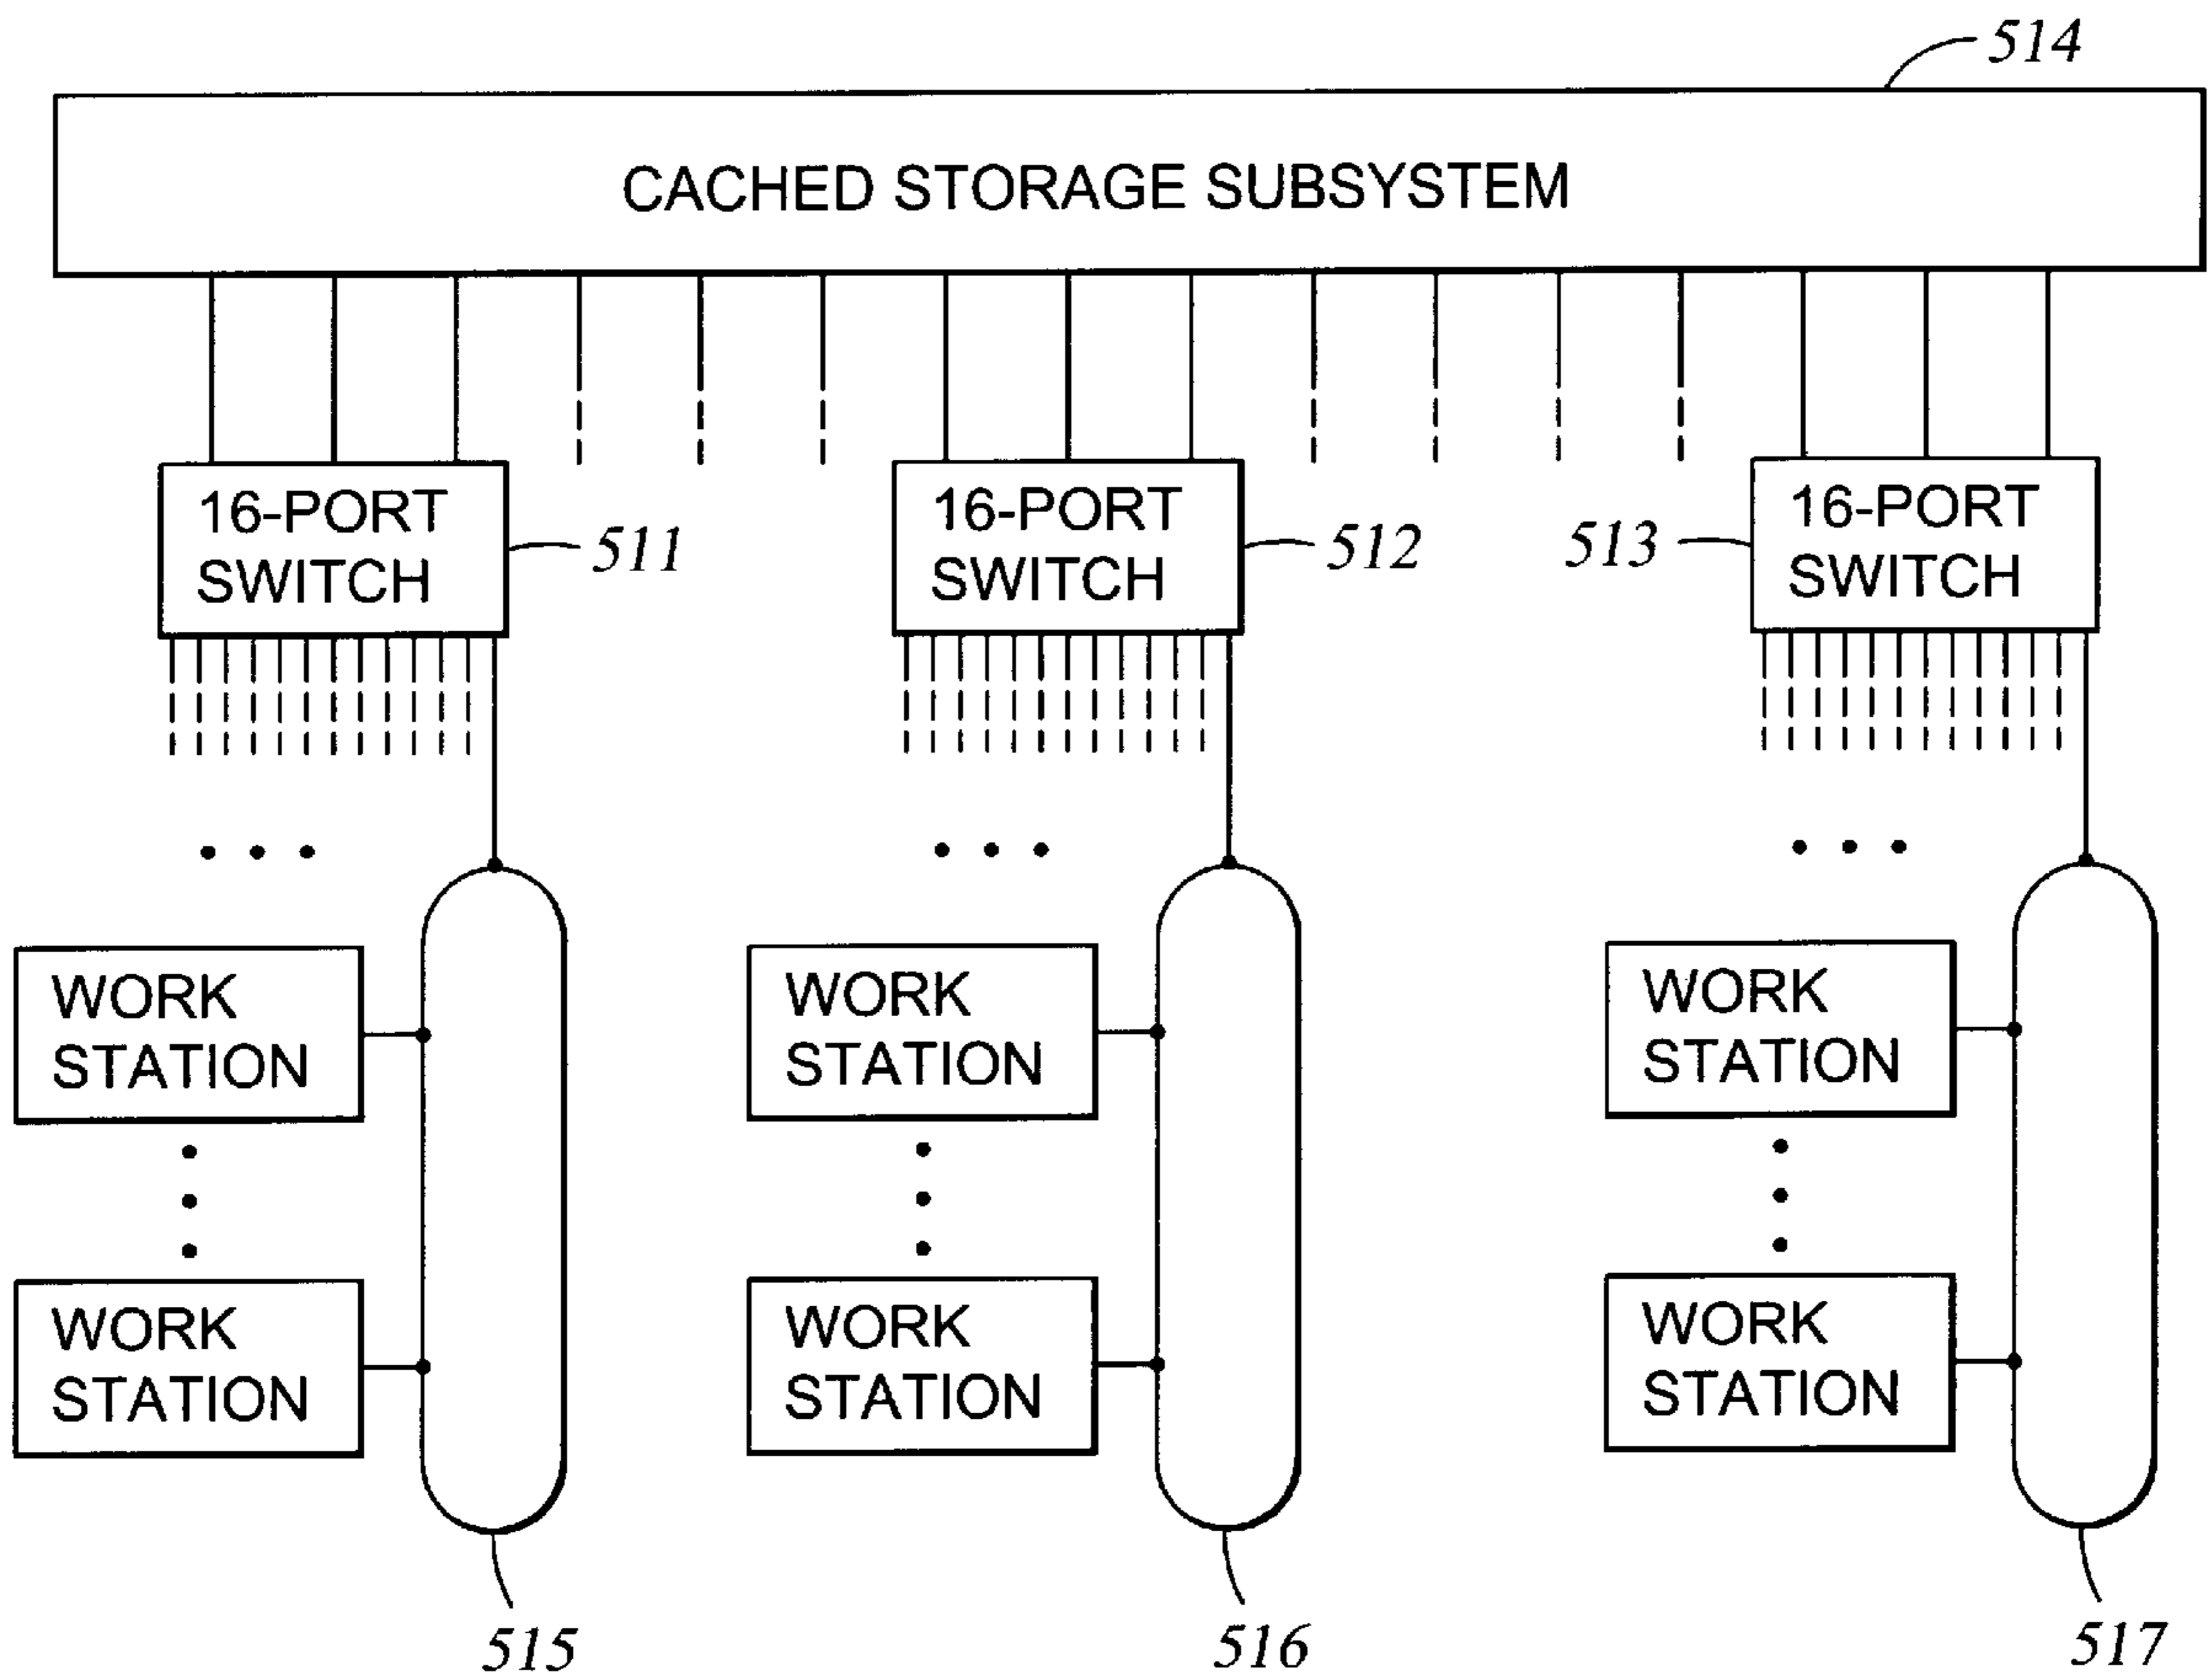 514
CACHED STORAGE SUBSYSTEM
16-PORT
SWITCH
511
16-PORT
SWITCH
512
513
16-PORT
SWITCH
WORK
STATION
WORK
STATION
WORK
STATION
WORK
STATION
WORK
STATION
WORK
STATION
515
516
517